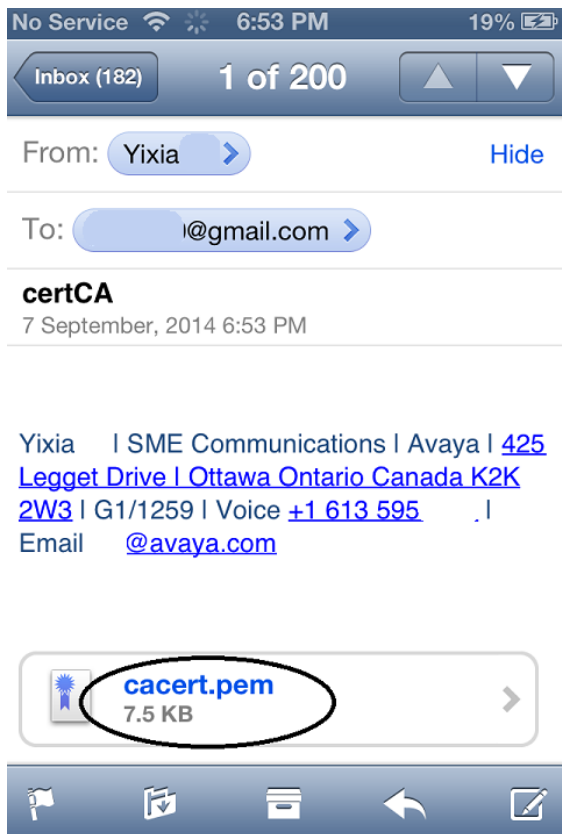 No Service 6:53 PM 19%
Inbox (182) 1 of 200
From: Yixia Hide
To: @gmail.com
certCA
7 September, 2014 6:53 PM
Yixia | SME Communications | Avaya | 425
Legget Drive | Ottawa Ontario Canada K2K
2W3 | G1/1259 | Voice +1 613 595 |
Email @avaya.com
cacert.pem
7.5 KB